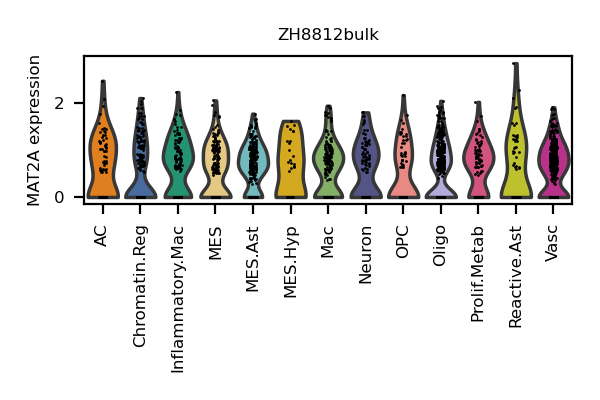 ZH8812bulk
MAT2A expression
2
0
AC
Chromatin.Reg
Inflammatory.Mac
MES
MES.Ast
MES.Hyp
Mac
Neuron
OPC
Oligo
Prolif.Metab
Reactive.Ast
Vasc